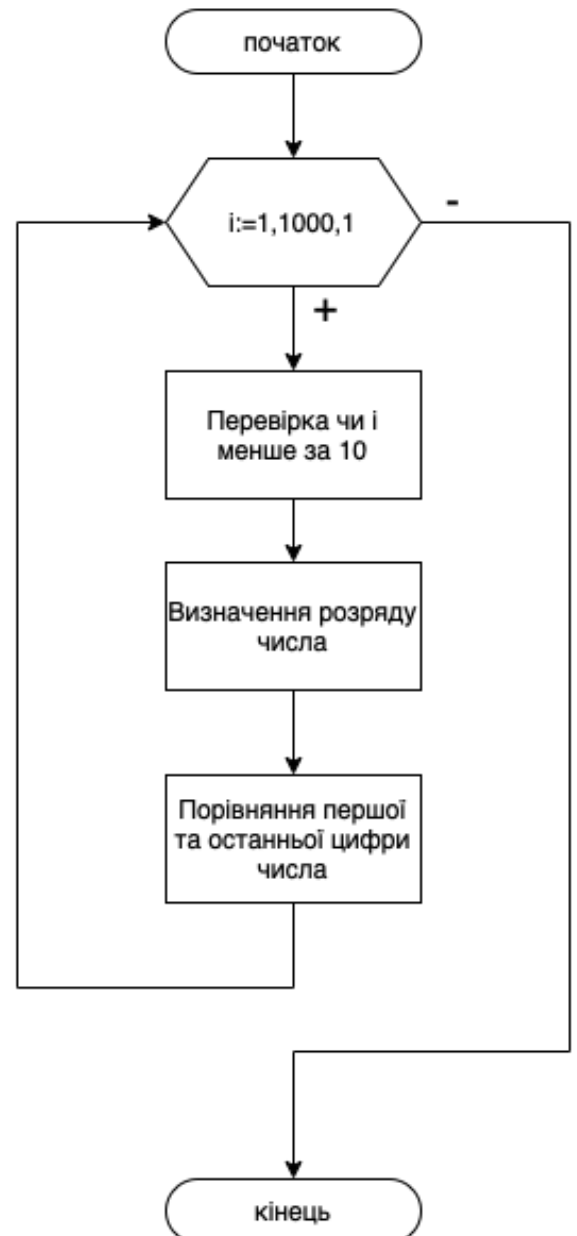 початок
i:=1,1000,1
-
+
Перевірка чи i
менше за 10
Визначення розряду
числа
Порівняння першої
та останньої цифри
числа
кінець